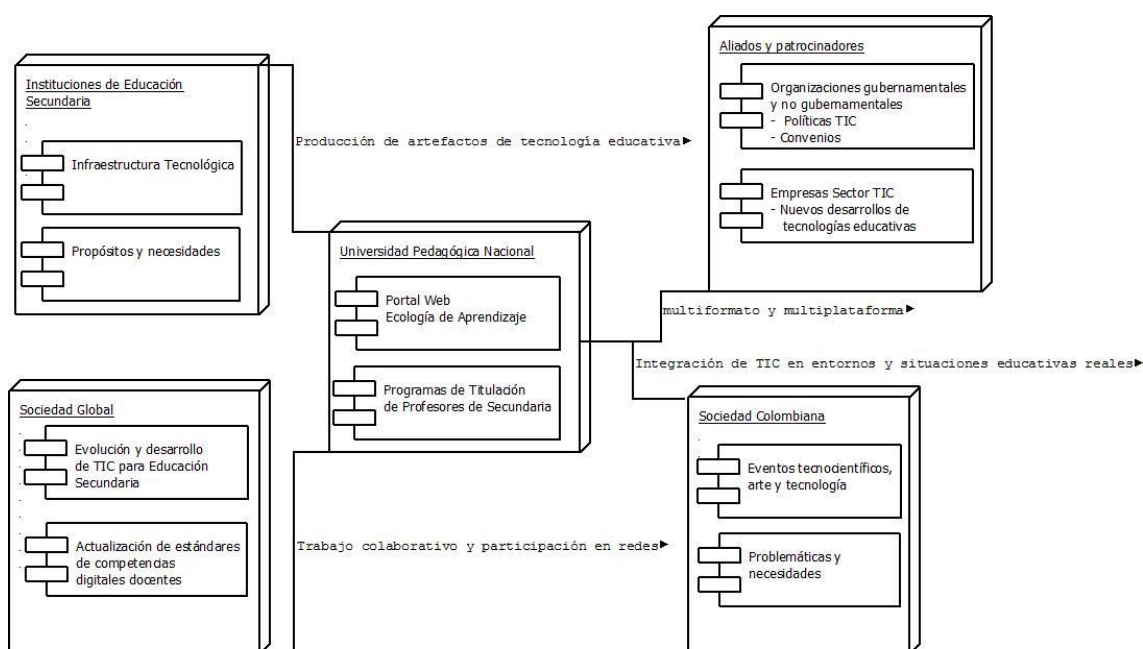 Instituciones de Educación
Secundaria
Infraestructura Tecnológica
Propósitos y necesidades
Producción de artefactos de tecnología educativa
Aliados y patrocinadores
Organizaciones gubernamentales
y no gubernamentales
- Políticas TIC
- Convenios
Empresas Sector TIC
- Nuevos desarrollos de
tecnologías educativas
Universidad Pedagógica Nacional
Portal Web
Ecología de Aprendizaje
Programas de Titulación
de Profesores de Secundaria
multiformato y multiplataforma
Integración de TIC en entornos y situaciones educativas reales
Sociedad Global
Evolución y desarrollo
de TIC para Educación
Secundaria
Actualización de estándares
de competencias
digitales docentes
Trabajo colaborativo y participación en redes
Sociedad Colombiana
Eventos tecnocientíficos,
arte y tecnología
Problemáticas y
necesidades